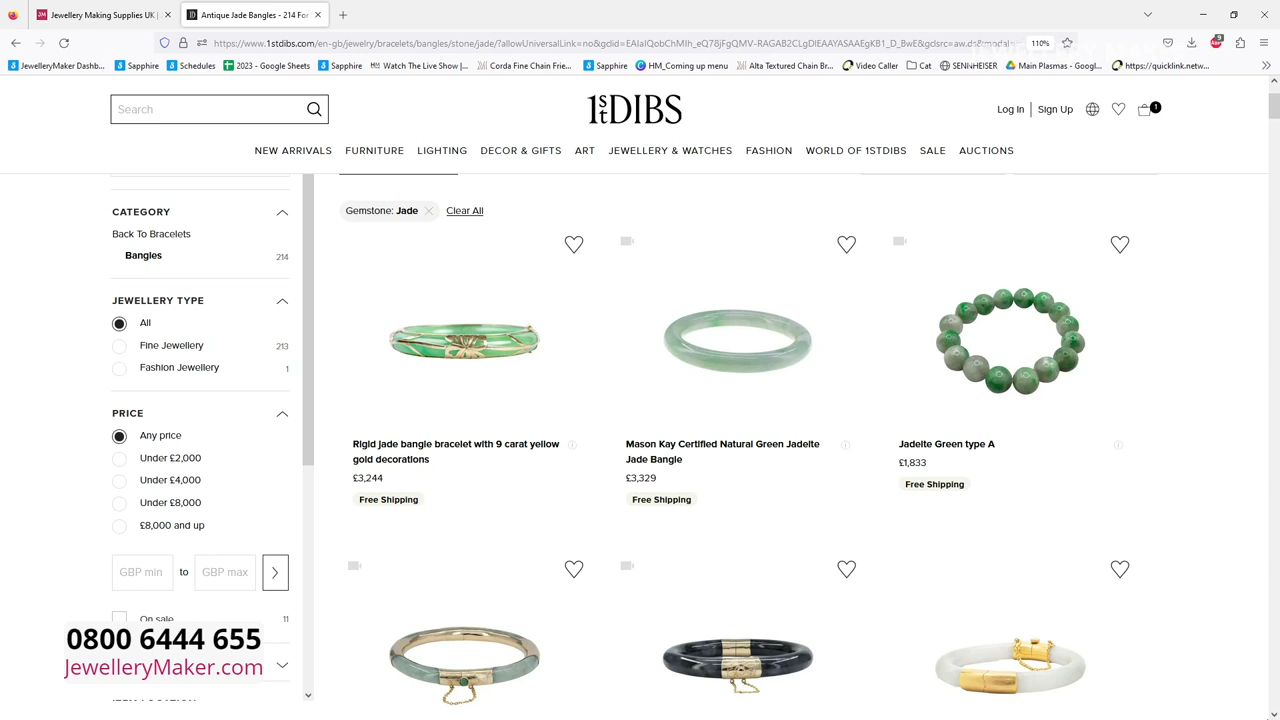 Jewellery Making Supplies UK |
Antique Jade Bangles - 214 For
https://www.1stdibs.com/en-gb/jewelry/bracelets/bangles/stone/jade/?allowUniversalLink=no&gdid=
110%
9
JewelleryMaker Dashb...
Sapphire
Schedules
2023 - Google Sheets
Sapphire
Watch The Live Show |...
Corda Fine Chain Frie...
Sapphire
HM_Coming up menu
Alta Textured Chain Br...
Video Caller
Cat
SENNHEISER
Main Plasmas - Googl...
https://quicklink.netw...
Search
1stDIBS
Log In
Sign Up
1
NEW ARRIVALS
FURNITURE
LIGHTING
DECOR & GIFTS
ART
JEWELLERY & WATCHES
FASHION
WORLD OF 1STDIBS
SALE
AUCTIONS
CATEGORY
Back To Bracelets
Bangles 214
JEWELLERY TYPE
All
Fine Jewellery 213
Fashion Jewellery 1
PRICE
Any price
Under £2,000
Under £4,000
Under £8,000
£8,000 and up
GBP min to GBP max
On sale 11
Gemstone: Jade
Clear All
Rigid jade bangle bracelet with 9 carat yellow
gold decorations
£3,244
Free Shipping
Mason Kay Certified Natural Green Jadeite
Jade Bangle
£3,329
Free Shipping
Jadeite Green type A
£1,833
Free Shipping
0800 6444 655
JewelleryMaker.com